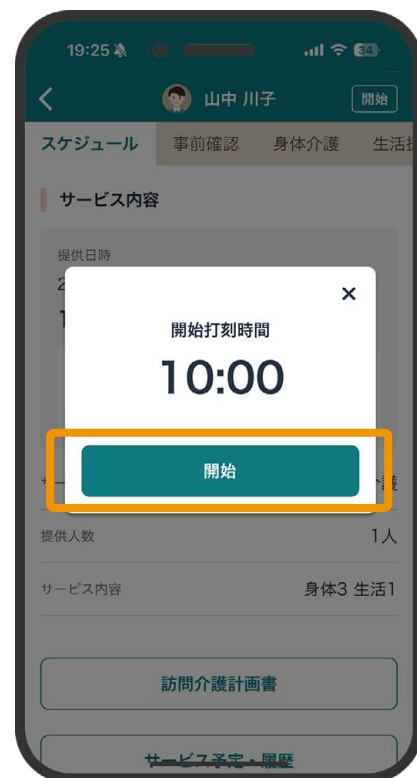 19:25
34
山中 川子
開始
スケジュール 事前確認 身体介護 生活
サービス内容
提供日時
開始打刻時間
10:00
開始
提供人数 1人
サービス内容 身体3 生活1
訪問介護計画書
サービス予定・履歴